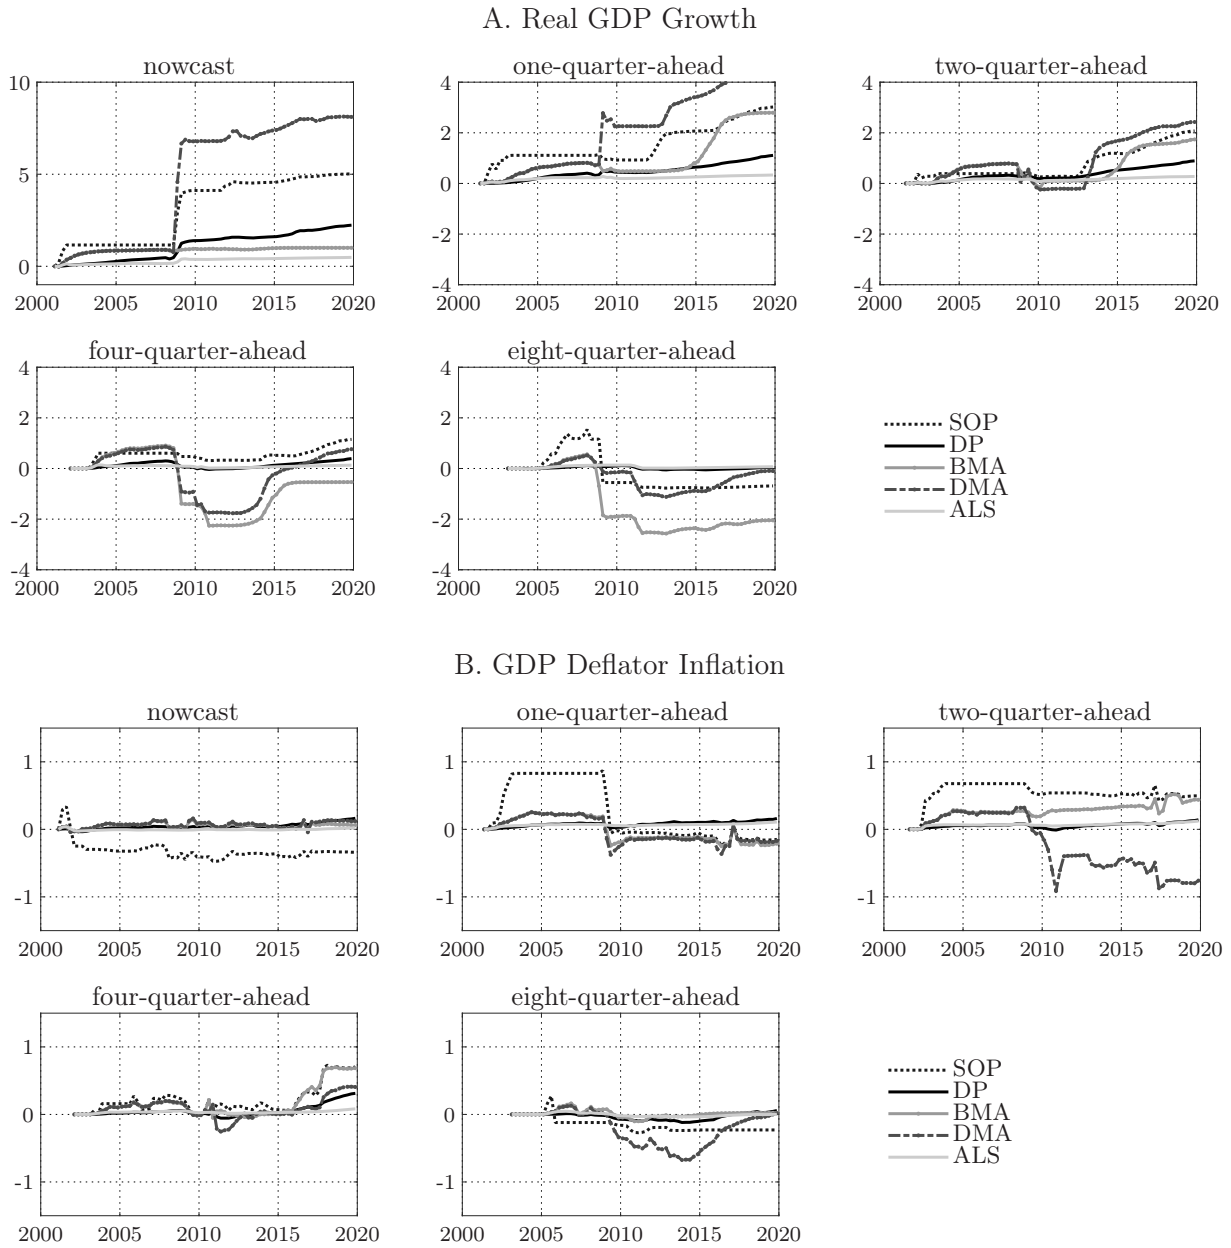 A. Real GDP Growth
nowcast
one-quarter-ahead
two-quarter-ahead
10
5
0
2000 2005 2010 2015 2020
4
2
0
-2
-4
2000 2005 2010 2015 2020
4
2
0
-2
-4
2000 2005 2010 2015 2020
four-quarter-ahead
eight-quarter-ahead
4
2
0
-2
-4
2000 2005 2010 2015 2020
4
2
0
-2
-4
2000 2005 2010 2015 2020
SOP
DP
BMA
DMA
ALS
B. GDP Deflator Inflation
nowcast
one-quarter-ahead
two-quarter-ahead
1
0
-1
2000 2005 2010 2015 2020
1
0
-1
2000 2005 2010 2015 2020
1
0
-1
2000 2005 2010 2015 2020
four-quarter-ahead
eight-quarter-ahead
1
0
-1
2000 2005 2010 2015 2020
1
0
-1
2000 2005 2010 2015 2020
SOP
DP
BMA
DMA
ALS